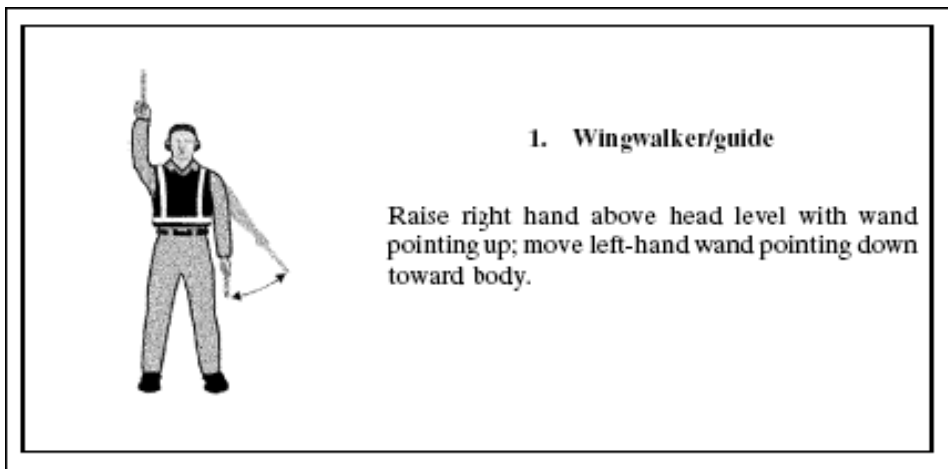 1. Wingwalker/guide
Raise right hand above head level with wand
pointing up; move left-hand wand pointing down
toward body.